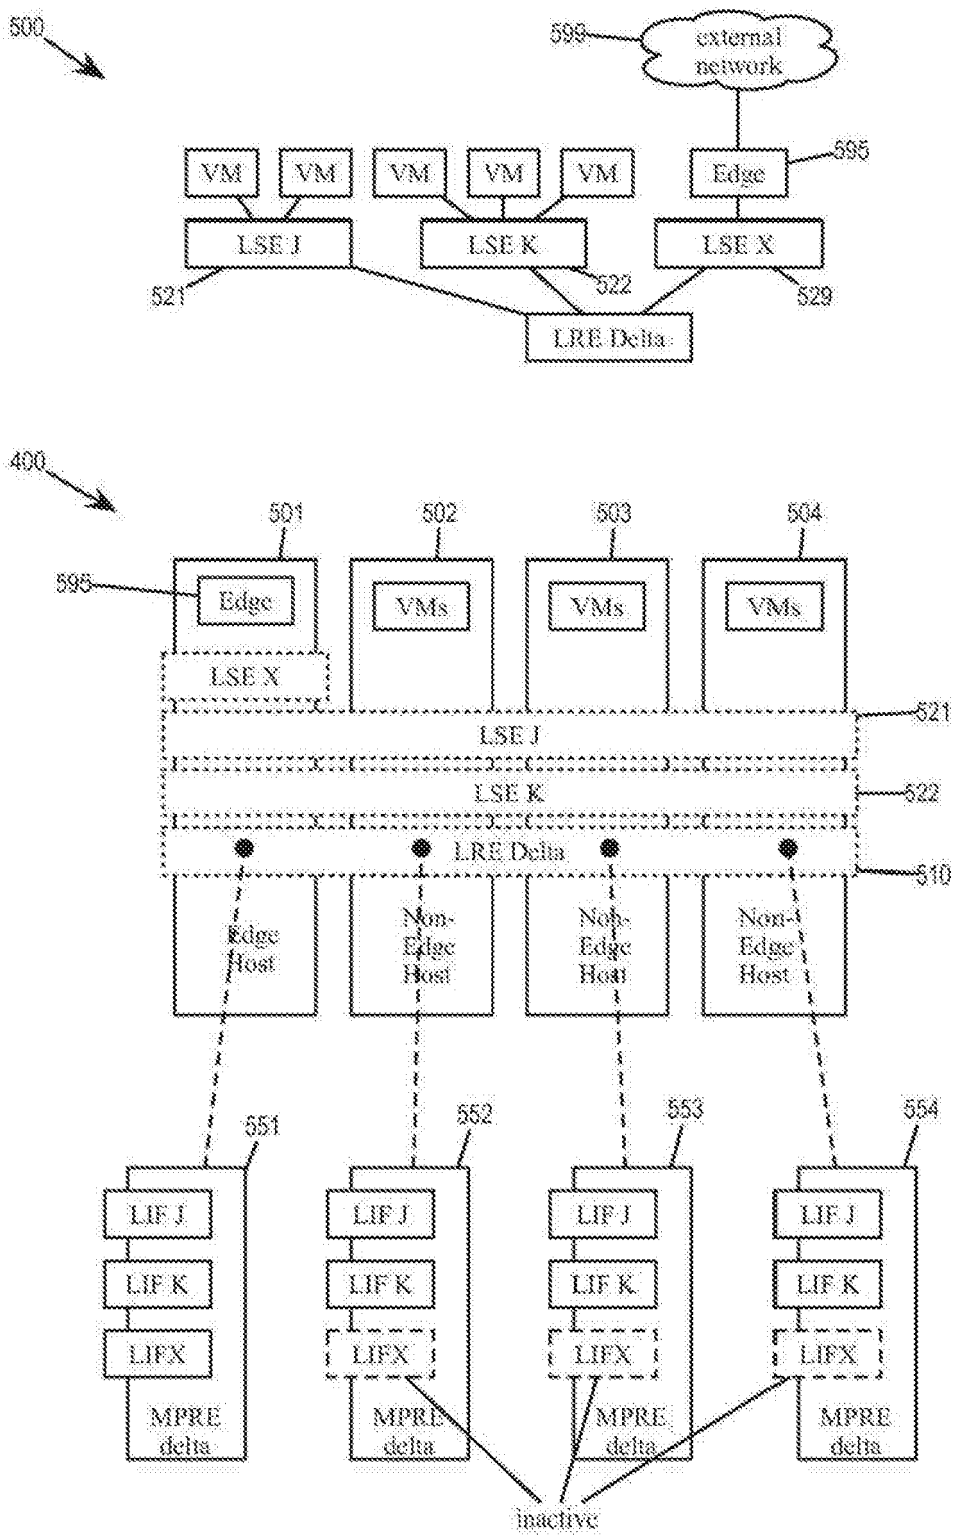 500
599
external
network
VM
VM
VM
VM
VM
Edge
595
LSE J
LSE K
LSE X
521
522
529
LRE Delta
400
501
502
503
504
595
Edge
VMs
VMs
VMs
LSE X
521
LSE J
LSE K
522
LRE Delta
510
Edge
Host
Non-
Edge
Host
Non-
Edge
Host
Non-
Edge
Host
551
552
553
554
LIF J
LIF J
LIF J
LIF J
LIF K
LIF K
LIF K
LIF K
LIFX
LIFX
LIFX
LIFX
MPRE
delta
MPRE
delta
MPRE
delta
MPRE
delta
inactive